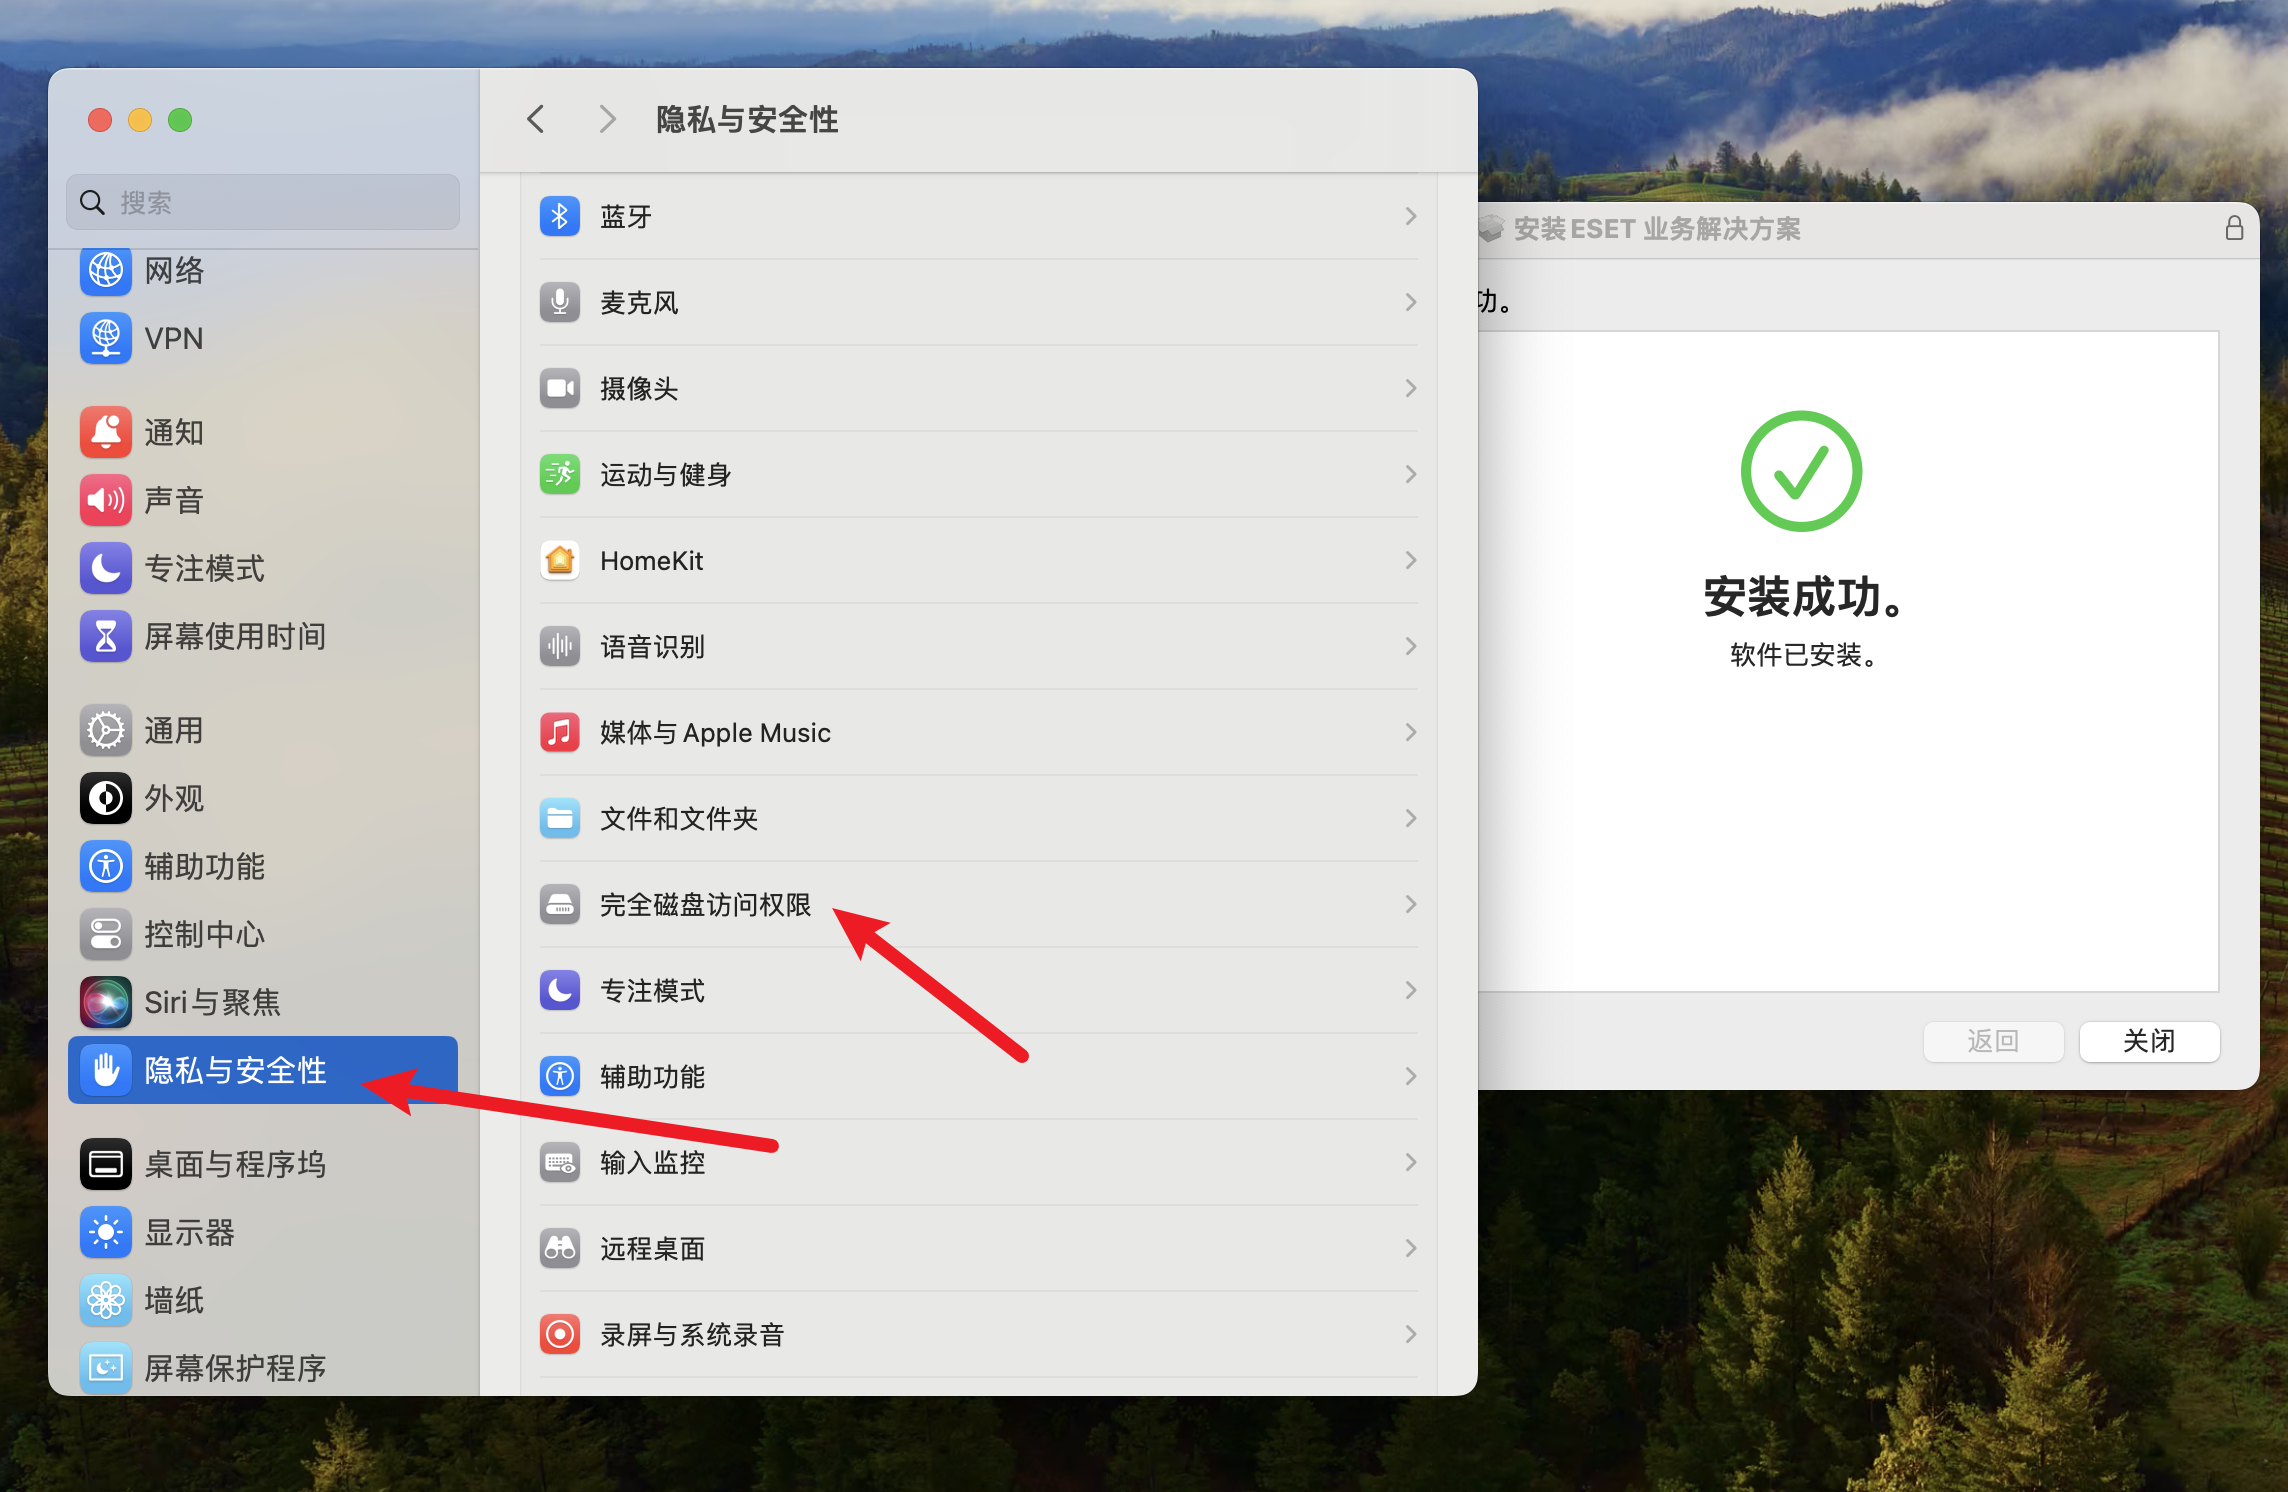 搜索
网络
VPN
通知
声音
专注模式
屏幕使用时间
通用
外观
辅助功能
控制中心
Siri与聚焦
隐私与安全性
桌面与程序坞
显示器
墙纸
屏幕保护程序
隐私与安全性
蓝牙
麦克风
摄像头
运动与健身
HomeKit
语音识别
媒体与 Apple Music
文件和文件夹
完全磁盘访问权限
专注模式
辅助功能
输入监控
远程桌面
录屏与系统录音
安装 ESET 业务解决方案
功。
安装成功。
软件已安装。
返回
关闭